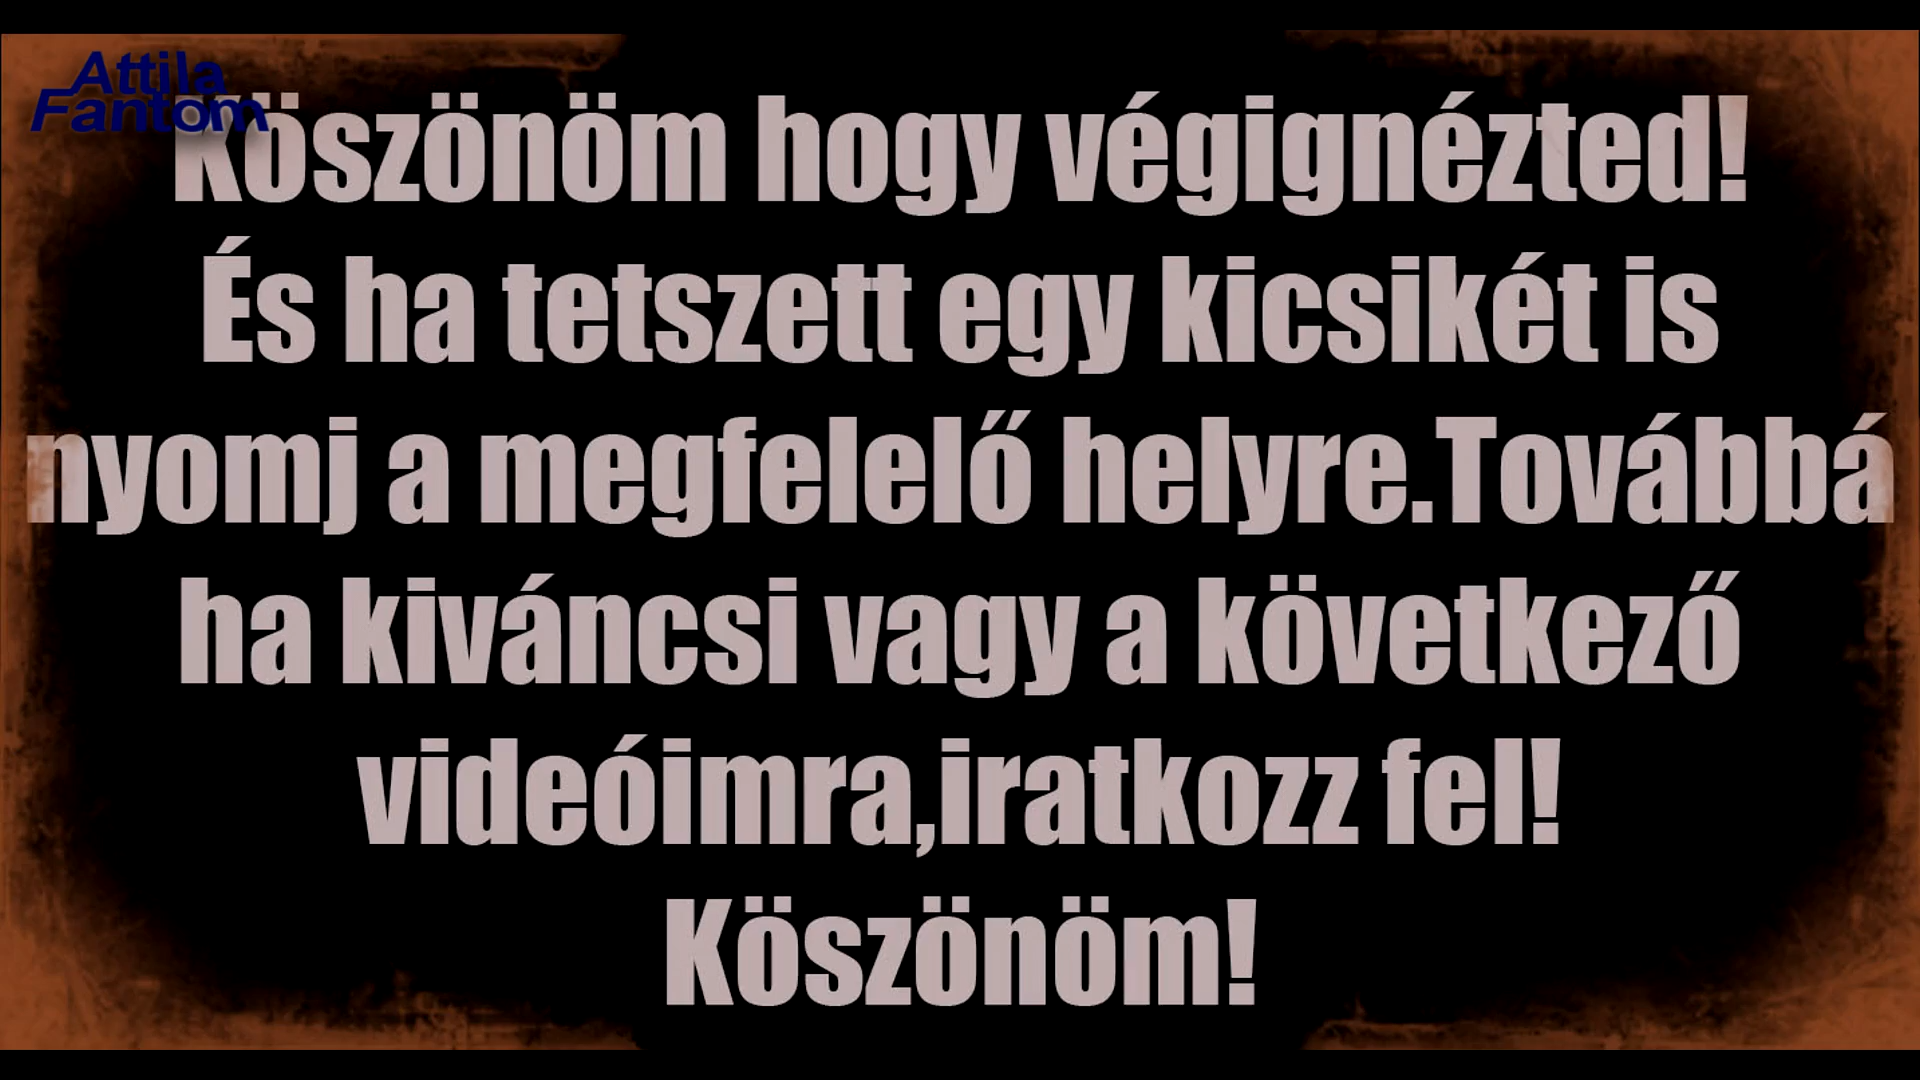 Attila
Fantom
Köszönöm hogy végignézted!
És ha tetszett egy kicsikét is
nyomj a megfelelő helyre.Továbbá
ha kiváncsi vagy a következő
videóimra,iratkozz fel!
Köszönöm!